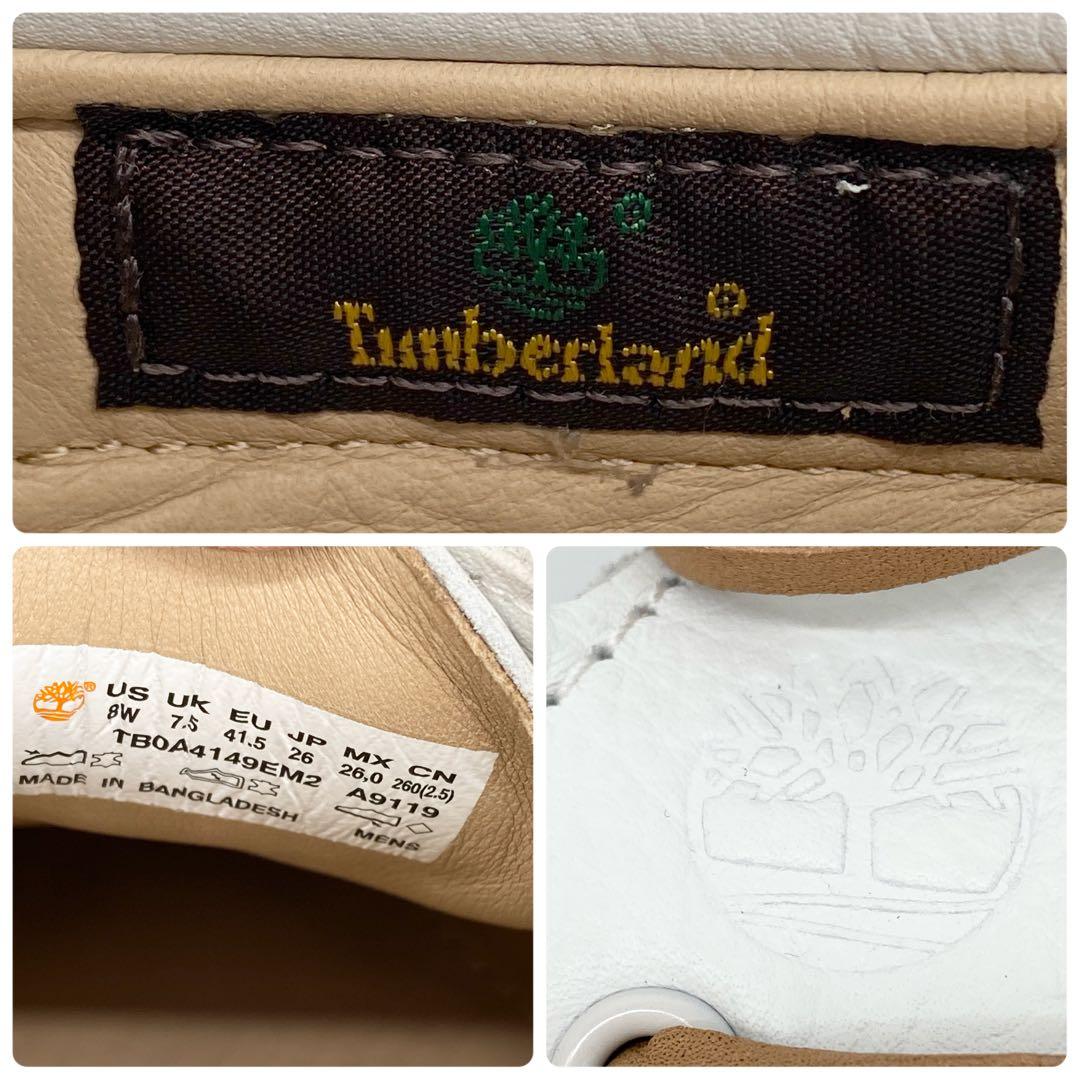 Timberland®
US UK EU JP MX CN
8W 7.5 41.5 26 26,0 260(2.5)
TB0A4149EM2 A9119
MADE IN BANGLADESH MENS